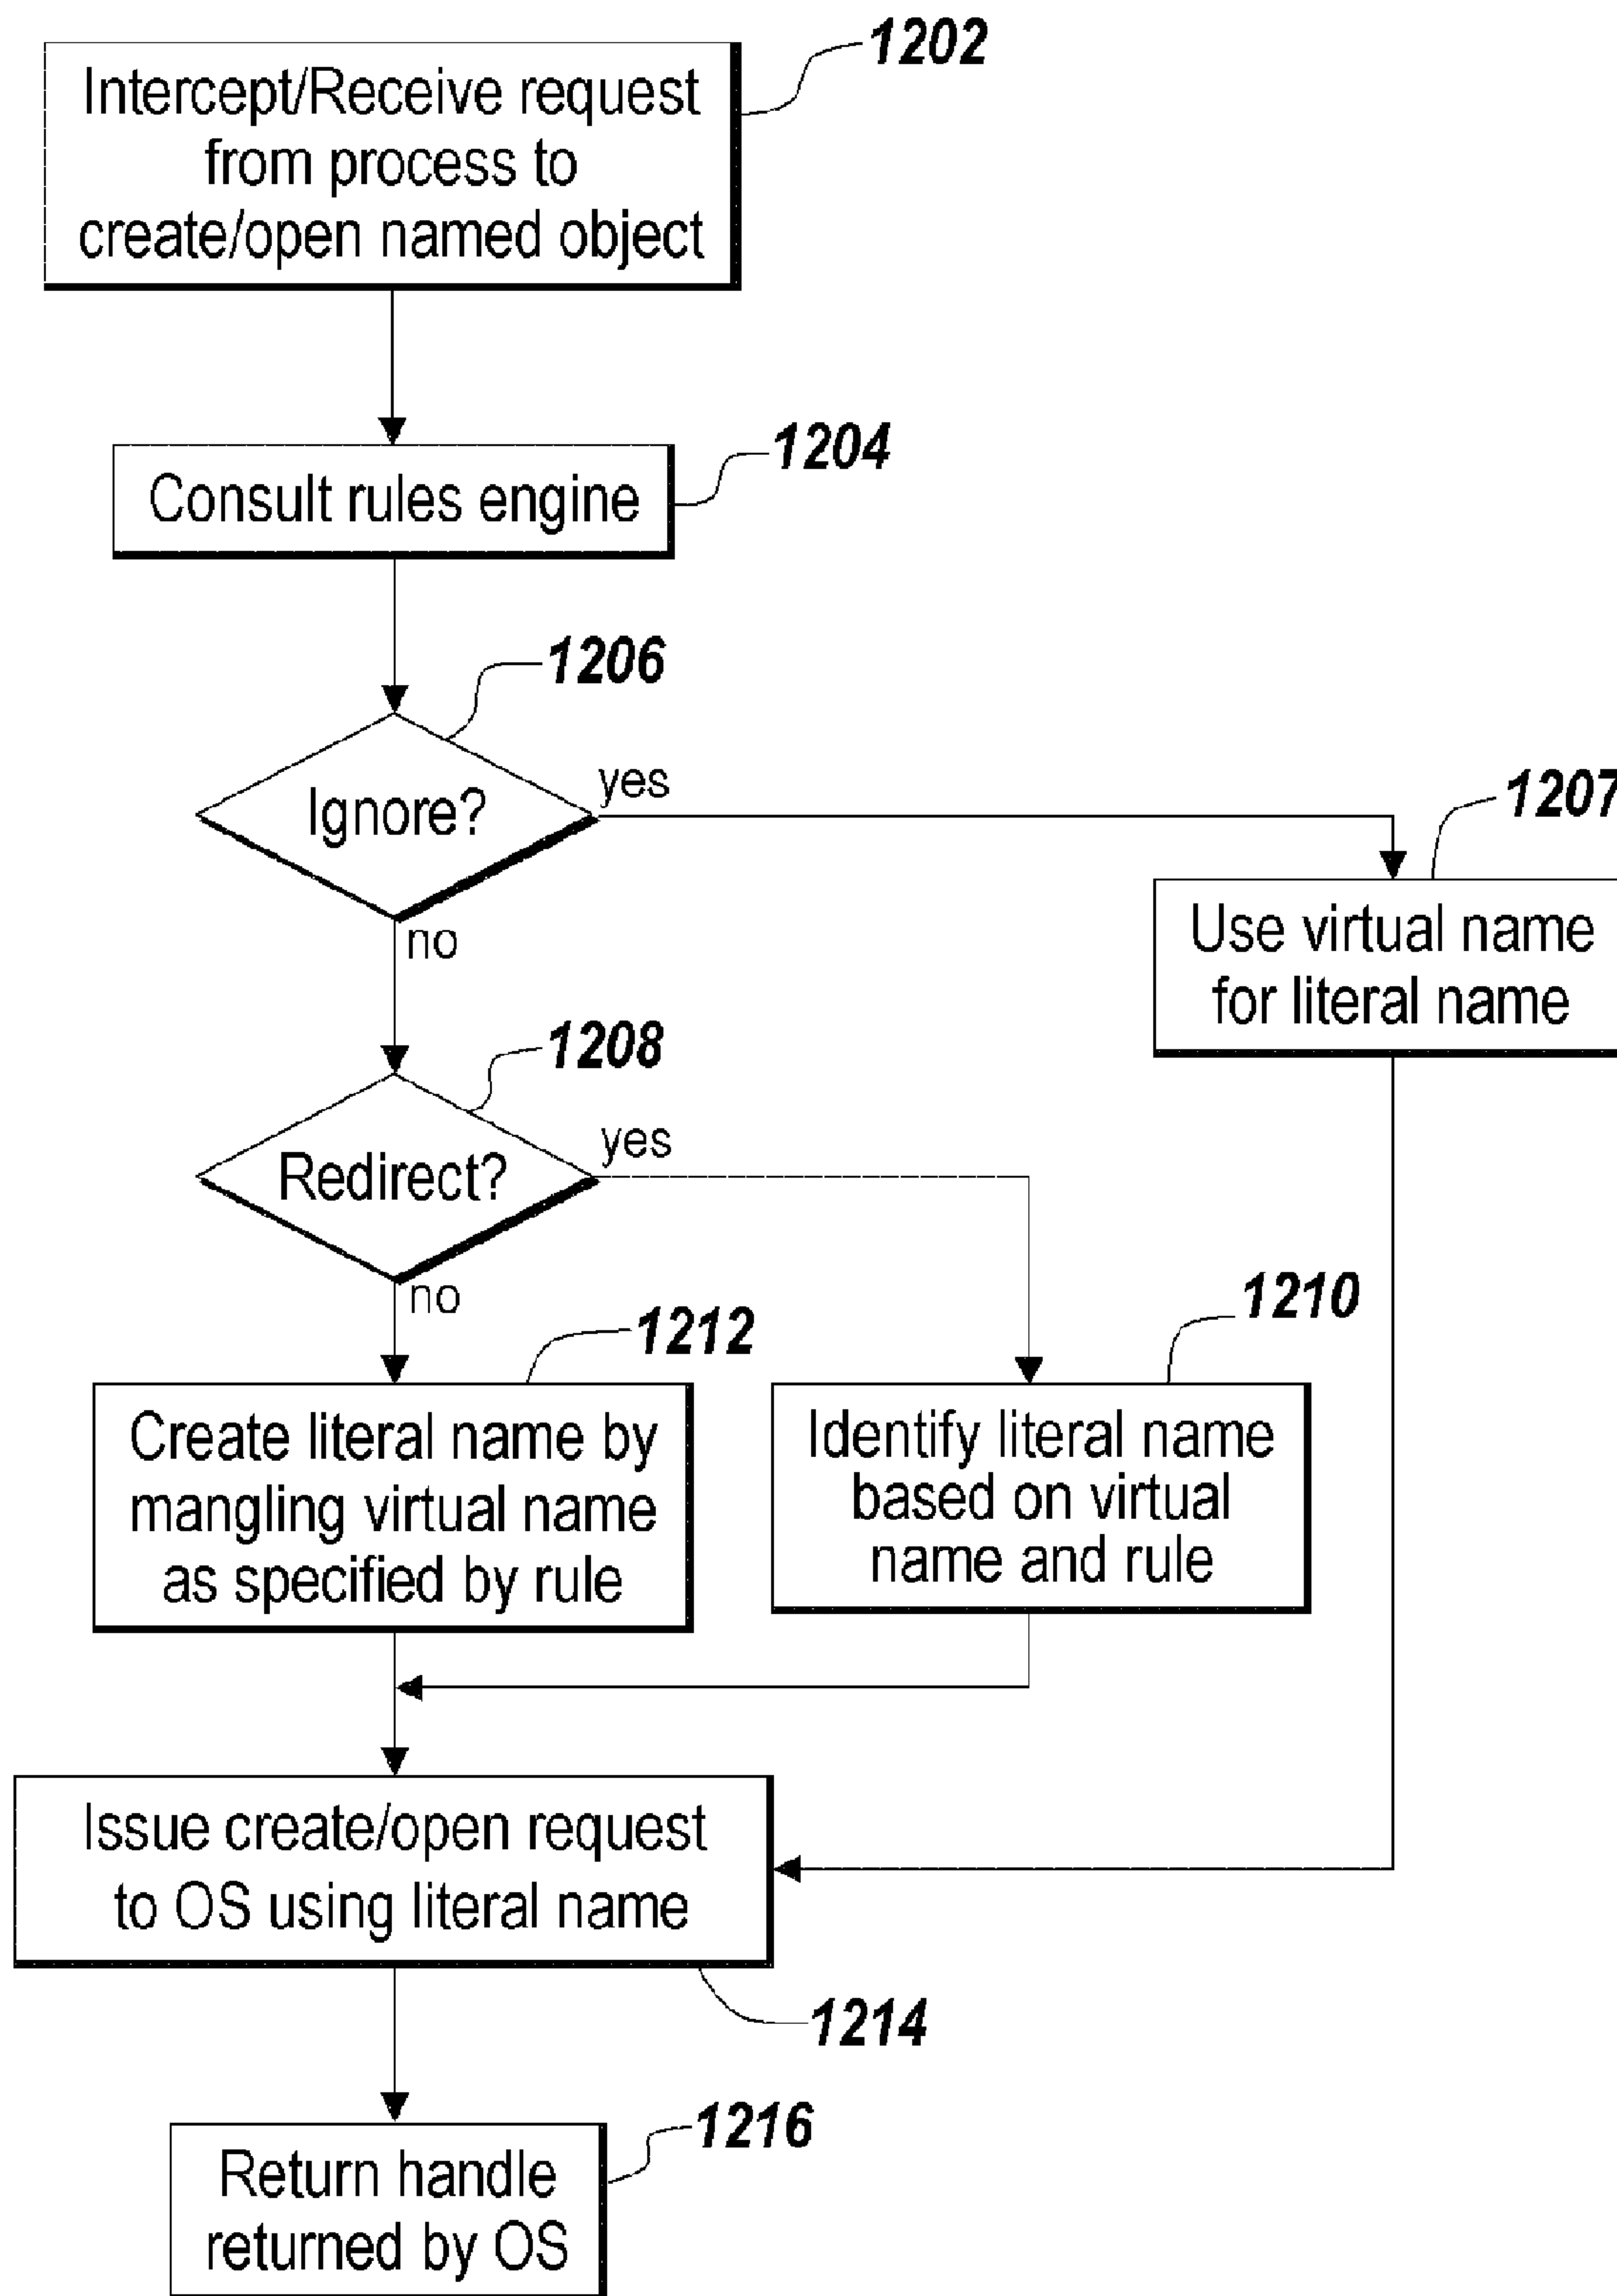 1202
Intercept/Receive request
from process to
create/open named object
1204
Consult rules engine
1206
Ignore?
yes
no
1207
Use virtual name
for literal name
1208
Redirect?
yes
no
1212
Create literal name by
mangling virtual name
as specified by rule
1210
Identify literal name
based on virtual
name and rule
Issue create/open request
to OS using literal name
1214
1216
Return handle
returned by OS